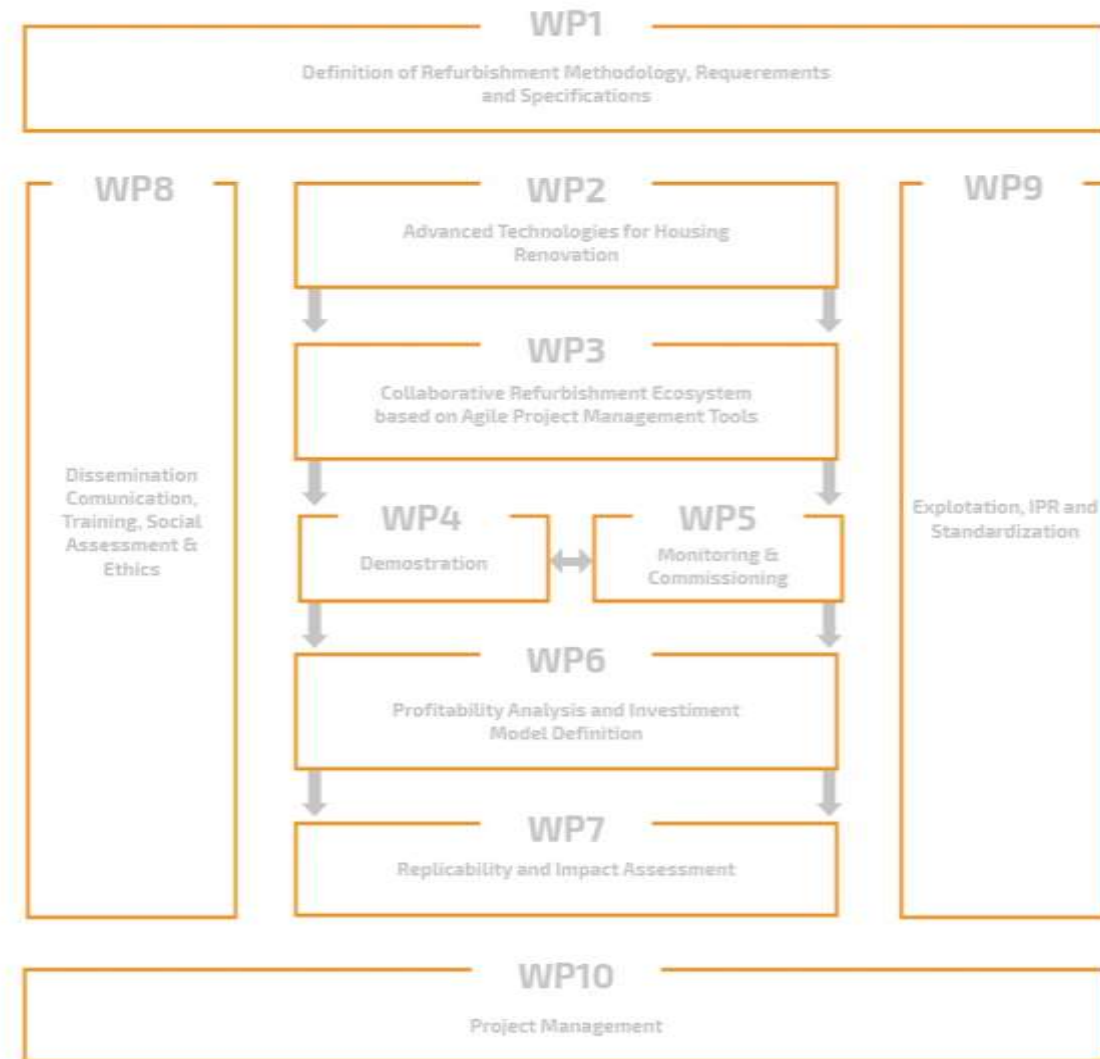 WP1
Definition of Refurbishment Methodology, Requerements
and Specifications
WP8
WP2
WP9
Advanced Technologies for Housing
Renovation
WP3
Collaborative Refurbishment Ecosystem
based on Agile Project Management Tools
Dissemination
Comunication,
Training, Social
Assessment &
Ethics
WP4
Demostration
WP5
Monitoring &
Commissioning
Explotation, IPR and
Standardization
WP6
Profitability Analysis and Investiment
Model Definition
WP7
Replicability and Impact Assessment
WP10
Project Management